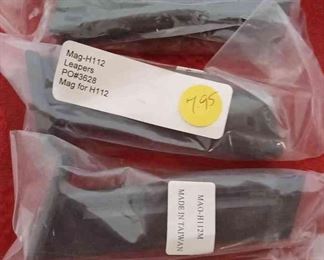 Mag-H112
Leapers
PO#3628
Mag for H112
7.95
MAG-H112M
MADE IN TAIWAN